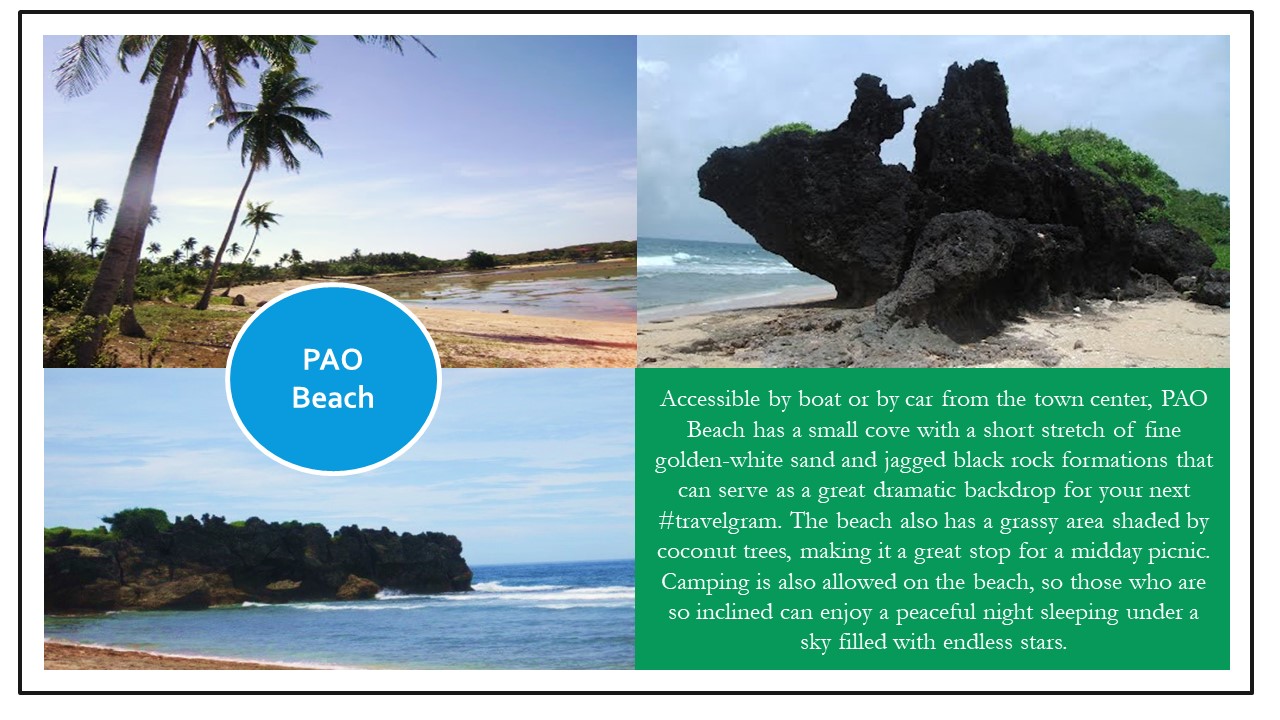 PAO
Beach
Accessible by boat or by car from the town center, PAO
Beach has a small cove with a short stretch of fine
golden-white sand and jagged black rock formations that
can serve as a great dramatic backdrop for your next
#travelgram. The beach also has a grassy area shaded by
coconut trees, making it a great stop for a midday picnic.
Camping is also allowed on the beach, so those who are
so inclined can enjoy a peaceful night sleeping under a
sky filled with endless stars.